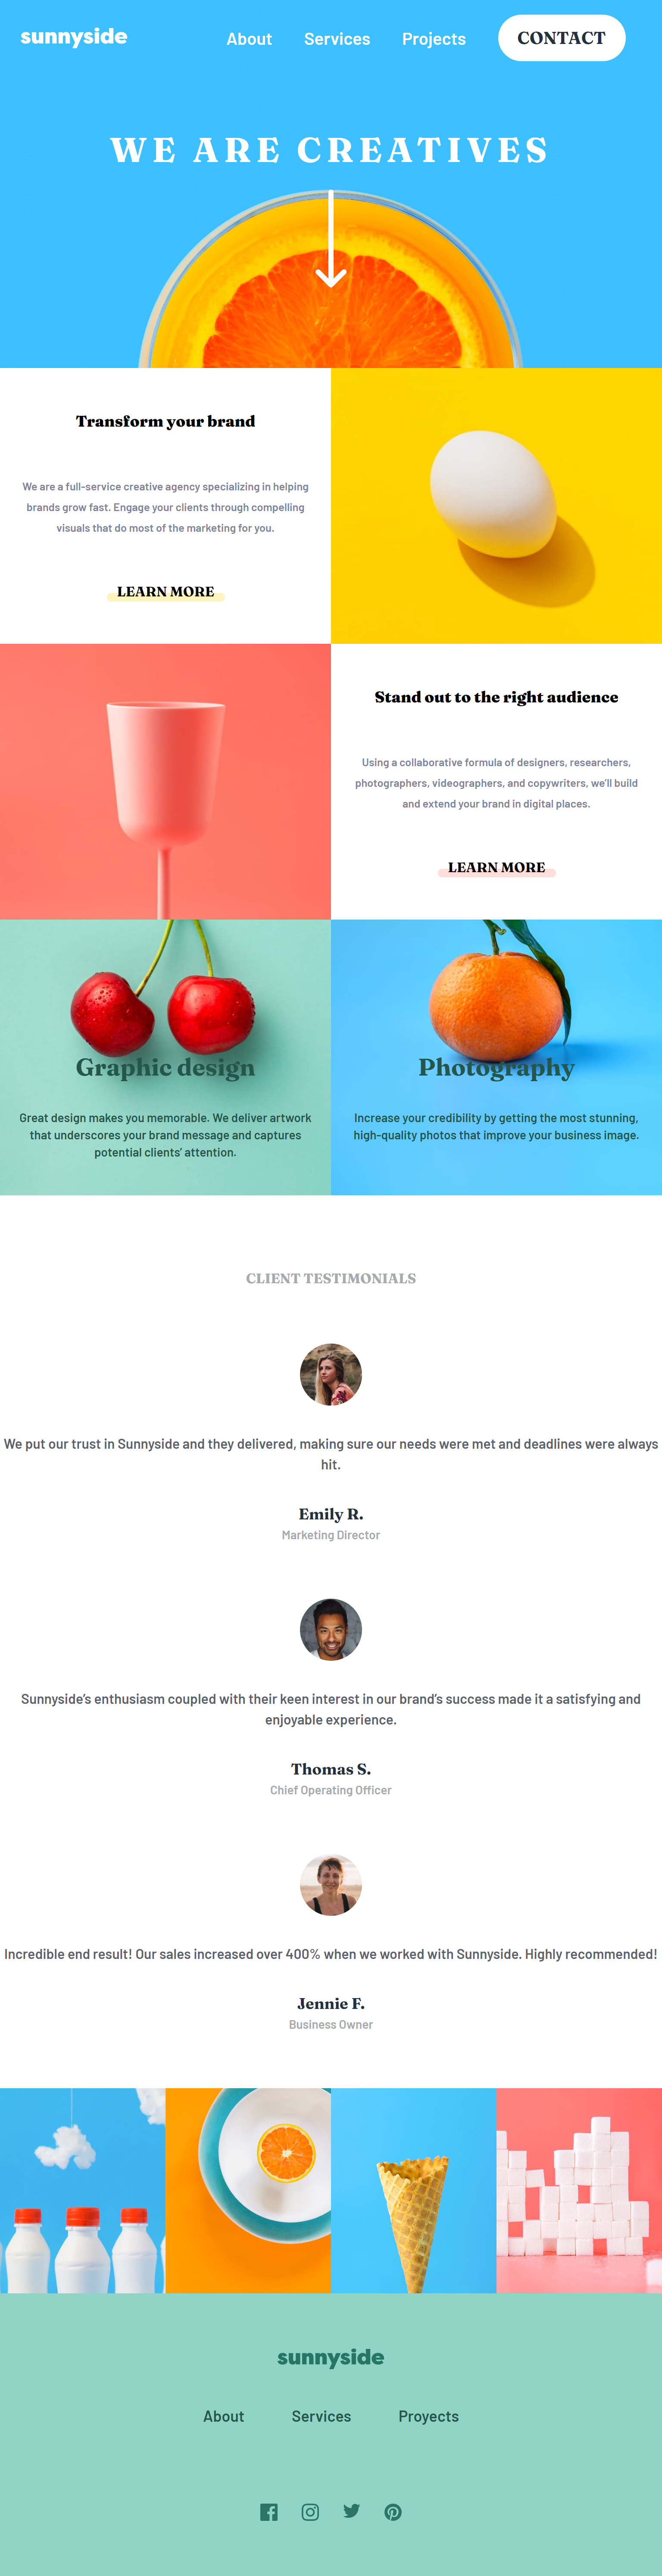 sunnyside
About Services Projects CONTACT
WE ARE CREATIVES
Transform your brand
We are a full-service creative agency specializing in helping
brands grow fast. Engage your clients through compelling
visuals that do most of the marketing for you.
LEARN MORE
Stand out to the right audience
Using a collaborative formula of designers, researchers,
photographers, videographers, and copywriters, we'll build
and extend your brand in digital places.
LEARN MORE
Graphic design
Great design makes you memorable. We deliver artwork
that underscores your brand message and captures
potential clients' attention.
Photography
Increase your credibility by getting the most stunning,
high-quality photos that improve your business image.
CLIENT TESTIMONIALS
We put our trust in Sunnyside and they delivered, making sure our needs were met and deadlines were always
hit.
Emily R.
Marketing Director
Sunnyside's enthusiasm coupled with their keen interest in our brand's success made it a satisfying and
enjoyable experience.
Thomas S.
Chief Operating Officer
Incredible end result! Our sales increased over 400% when we worked with Sunnyside. Highly recommended!
Jennie F.
Business Owner
sunnyside
About Services Proyects